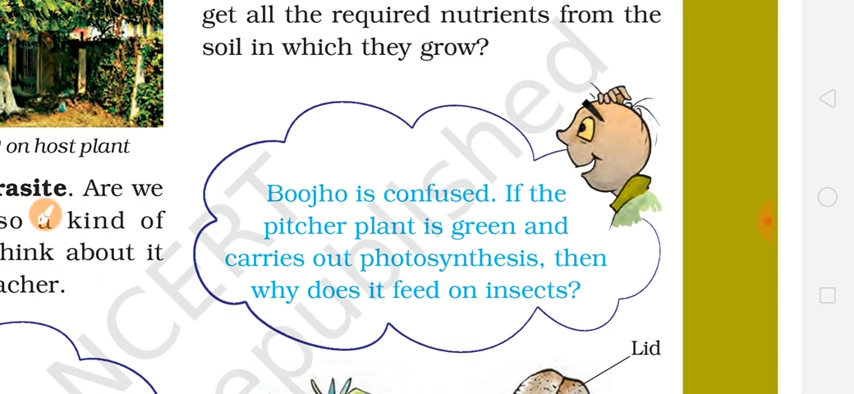 get all the required nutrients from the
soil in which they grow?
on host plant
rasite. Are we
so a kind of
hink about it
acher.
Boojho is confused. If the
pitcher plant is green and
carries out photosynthesis, then
why does it feed on insects?
Lid
NCERT
republished